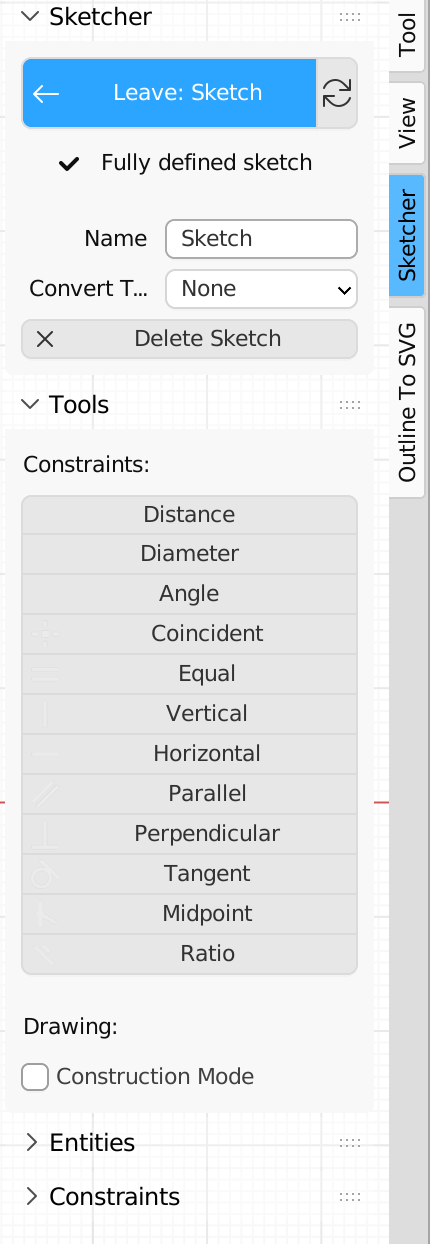 Sketcher
Leave: Sketch
Fully defined sketch
Name
Sketch
Convert T...
None
Delete Sketch
Tools
Constraints:
Distance
Diameter
Angle
Coincident
Equal
Vertical
Horizontal
Parallel
Perpendicular
Tangent
Midpoint
Ratio
Drawing:
Construction Mode
Entities
Constraints
Tool
View
Sketcher
Outline To SVG